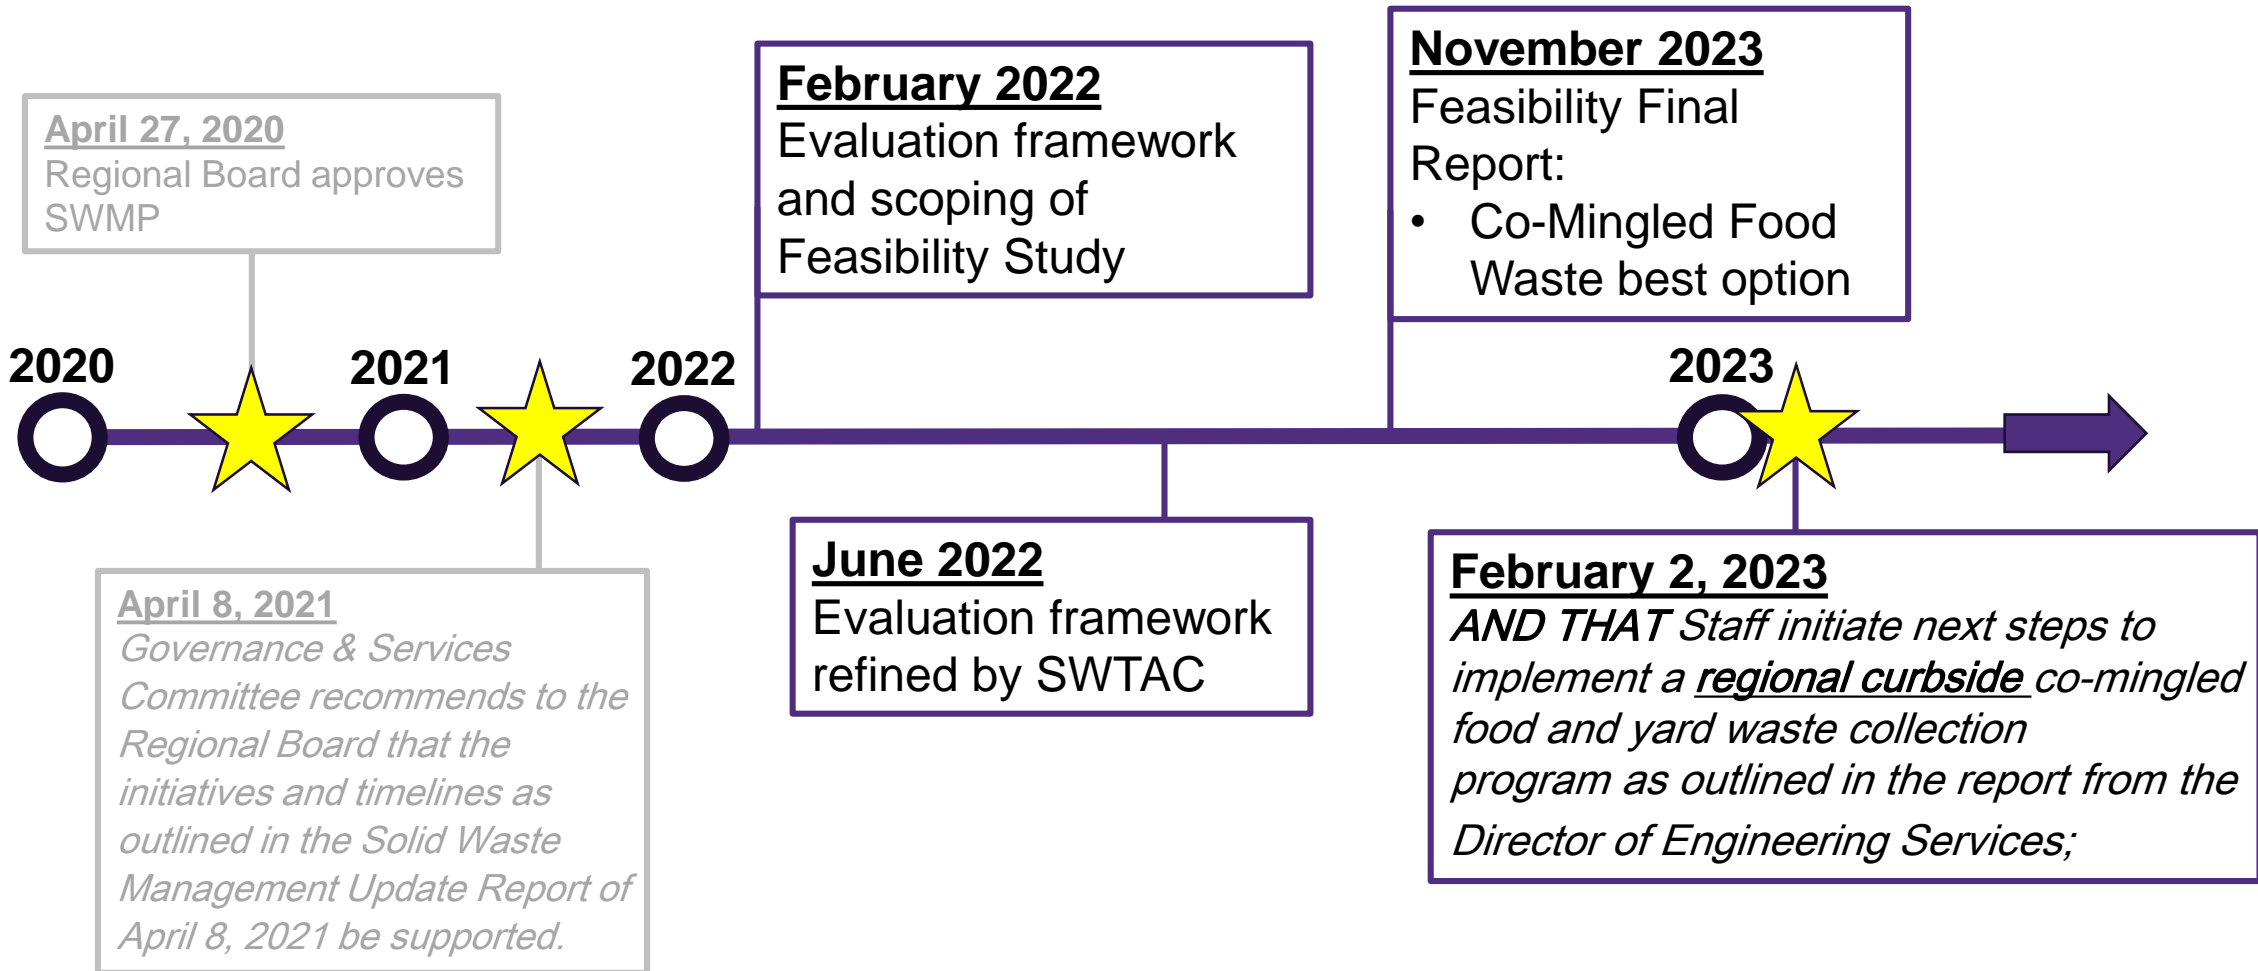 April 27, 2020
Regional Board approves
SWMP
February 2022
Evaluation framework
and scoping of
Feasibility Study
November 2023
Feasibility Final
Report:
• Co-Mingled Food
Waste best option
2020
2021
2022
2023
April 8, 2021
Governance & Services
Committee recommends to the
Regional Board that the
initiatives and timelines as
outlined in the Solid Waste
Management Update Report of
April 8, 2021 be supported.
June 2022
Evaluation framework
refined by SWTAC
February 2, 2023
AND THAT Staff initiate next steps to
implement a regional curbside co-mingled
food and yard waste collection
program as outlined in the report from the
Director of Engineering Services;